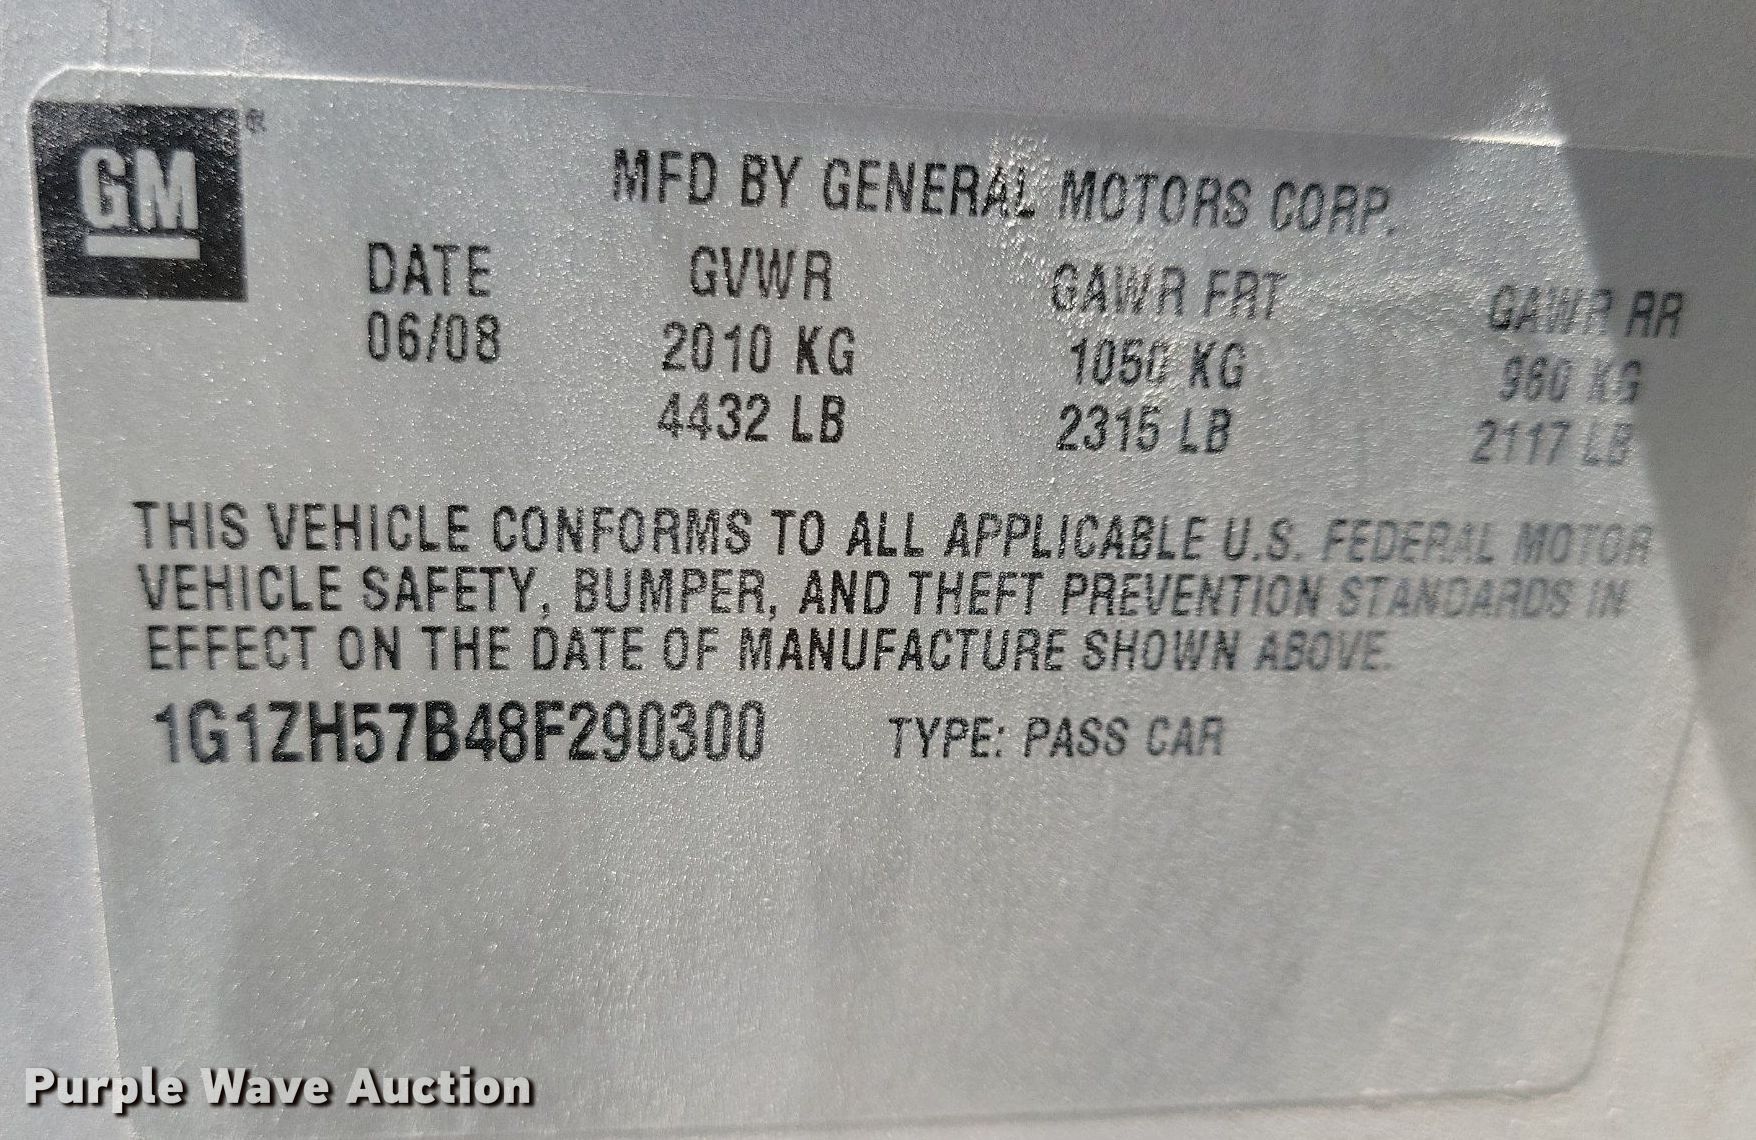 GM ®
MFD BY GENERAL MOTORS CORP.
DATE GVWR GAWR FRT GAWR RR
06/08 2010 KG 1050 KG 960 KG
4432 LB 2315 LB 2117 LB
THIS VEHICLE CONFORMS TO ALL APPLICABLE U.S. FEDERAL MOTOR
VEHICLE SAFETY, BUMPER, AND THEFT PREVENTION STANDARDS IN
EFFECT ON THE DATE OF MANUFACTURE SHOWN ABOVE.
1G1ZH57B48F290300 TYPE: PASS CAR
Purple Wave Auction